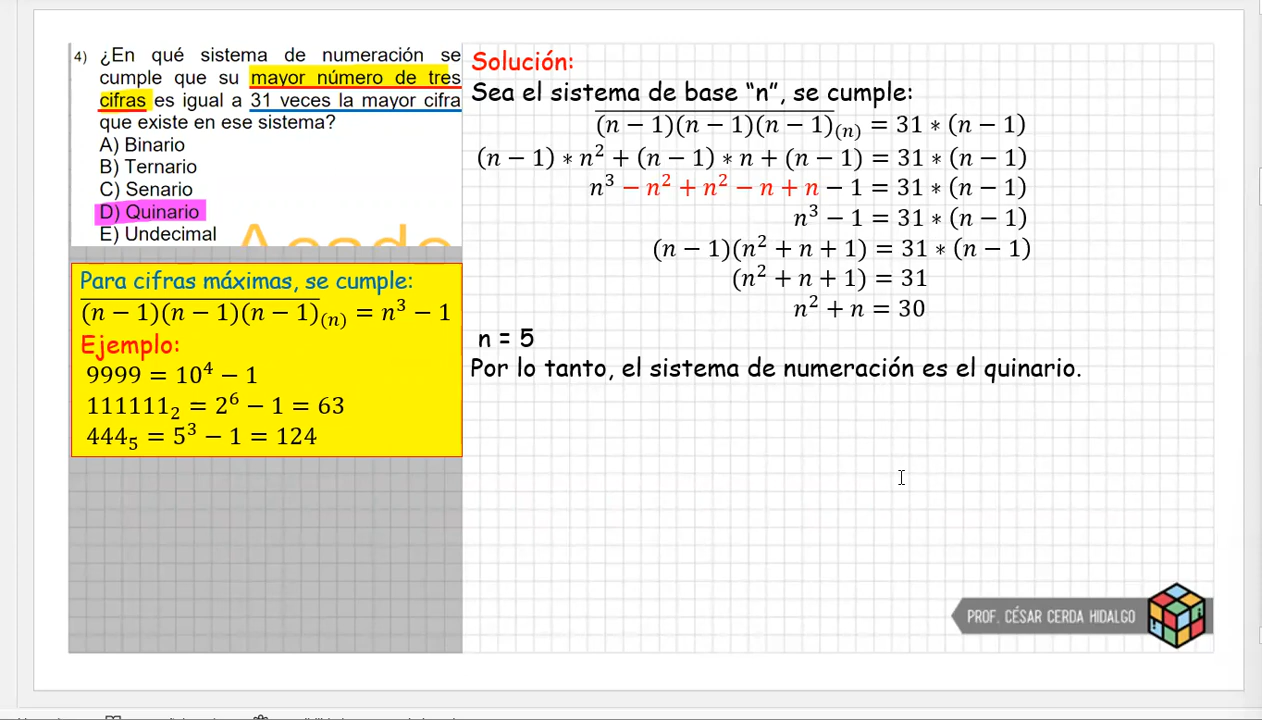 4) ¿En qué sistema de numeración se
cumple que su mayor número de tres
cifras es igual a 31 veces la mayor cifra
que existe en ese sistema?
A) Binario
B) Ternario
C) Senario
D) Quinario
E) Undecimal
Para cifras máximas, se cumple:
(n − 1)(n − 1)(n − 1)(n) = n³ − 1
Ejemplo:
9999 = 10⁴ − 1
111111₂ = 2⁶ − 1 = 63
444₅ = 5³ − 1 = 124
Solución:
Sea el sistema de base “n”, se cumple:
(n − 1)(n − 1)(n − 1)(n) = 31 ∗ (n − 1)
(n − 1) ∗ n² + (n − 1) ∗ n + (n − 1) = 31 ∗ (n − 1)
n³ − n² + n² − n + n − 1 = 31 ∗ (n − 1)
n³ − 1 = 31 ∗ (n − 1)
(n − 1)(n² + n + 1) = 31 ∗ (n − 1)
(n² + n + 1) = 31
n² + n = 30
n = 5
Por lo tanto, el sistema de numeración es el quinario.
PROF. CÉSAR CERDA HIDALGO